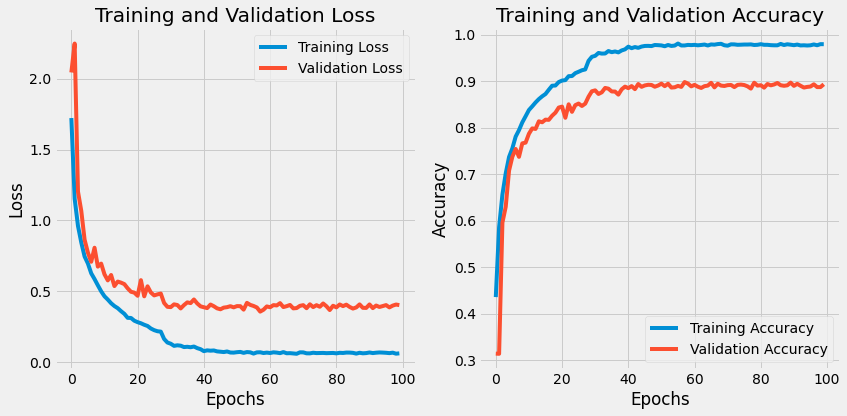 Training and Validation Loss
Training Loss
Validation Loss
2.0
1.5
1.0
0.5
0.0
Loss
0 20 40 60 80 100
Epochs
Training and Validation Accuracy
1.0
0.9
0.8
0.7
0.6
0.5
0.4
0.3
Accuracy
Training Accuracy
Validation Accuracy
0 20 40 60 80 100
Epochs